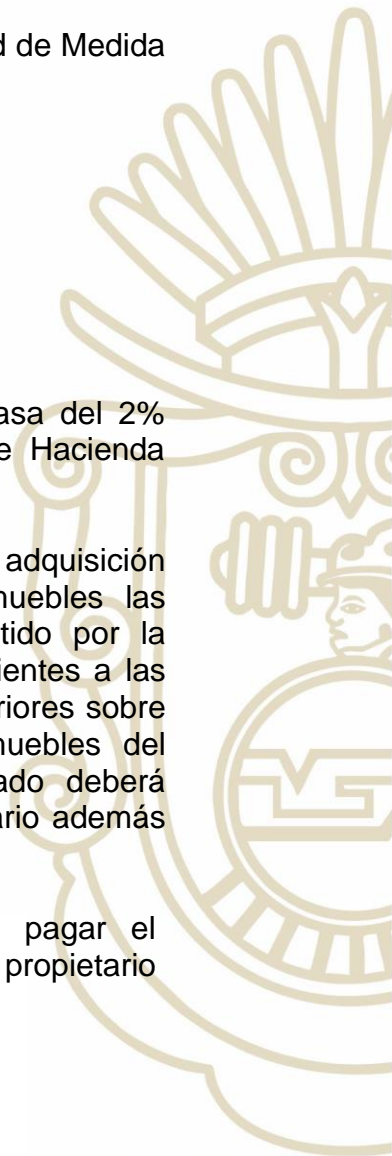 d de Medida
asa del 2%
e Hacienda
adquisición
nuebles las
tido por la
ientes a las
riores sobre
nuebles del
ado deberá
ario además
pagar el
propietario